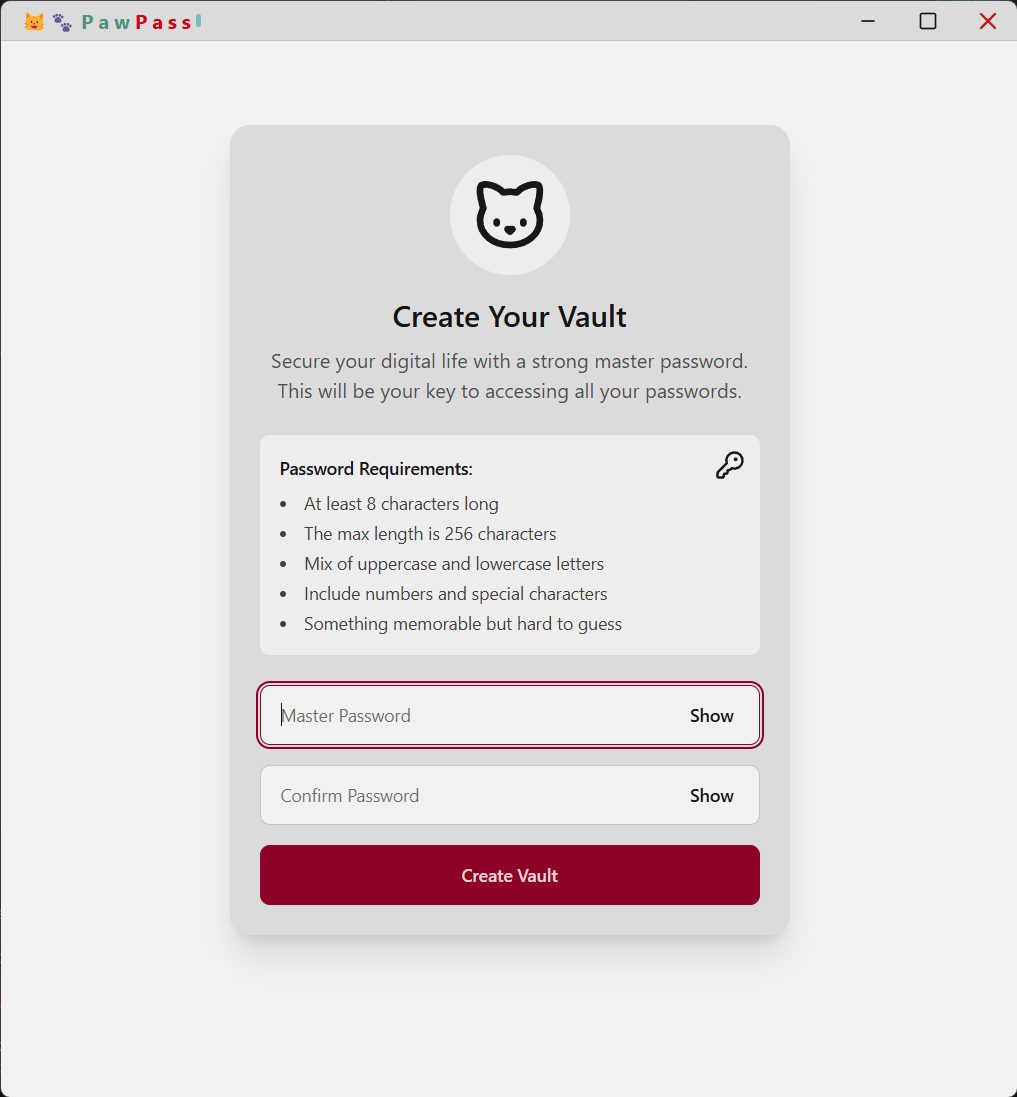 PawPass
Create Your Vault
Secure your digital life with a strong master password.
This will be your key to accessing all your passwords.
Password Requirements:
At least 8 characters long
The max length is 256 characters
Mix of uppercase and lowercase letters
Include numbers and special characters
Something memorable but hard to guess
Master Password Show
Confirm Password Show
Create Vault